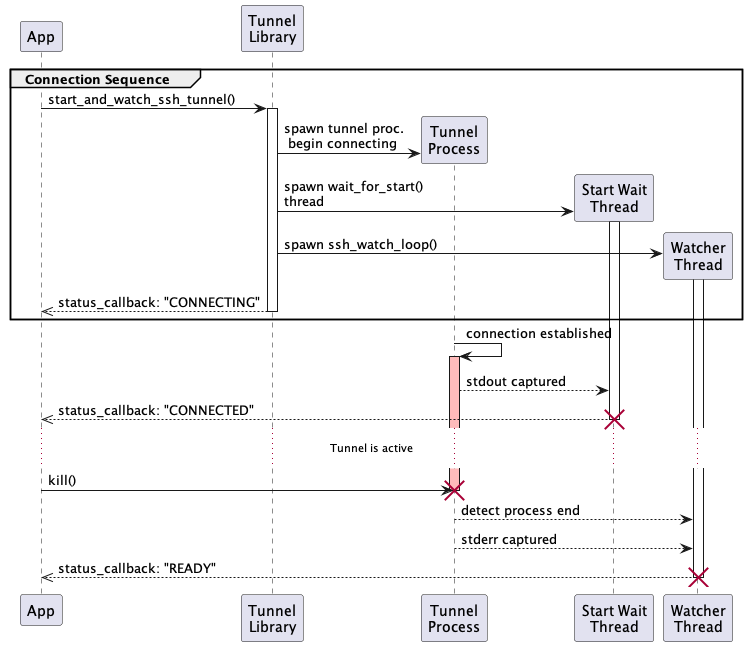 App
Tunnel
Library
Connection Sequence
start_and_watch_ssh_tunnel()
spawn tunnel proc.
begin connecting
Tunnel
Process
spawn wait_for_start()
thread
Start Wait
Thread
spawn ssh_watch_loop()
Watcher
Thread
status_callback: "CONNECTING"
connection established
stdout captured
status_callback: "CONNECTED"
Tunnel is active
kill()
detect process end
stderr captured
status_callback: "READY"
App
Tunnel
Library
Tunnel
Process
Start Wait
Thread
Watcher
Thread